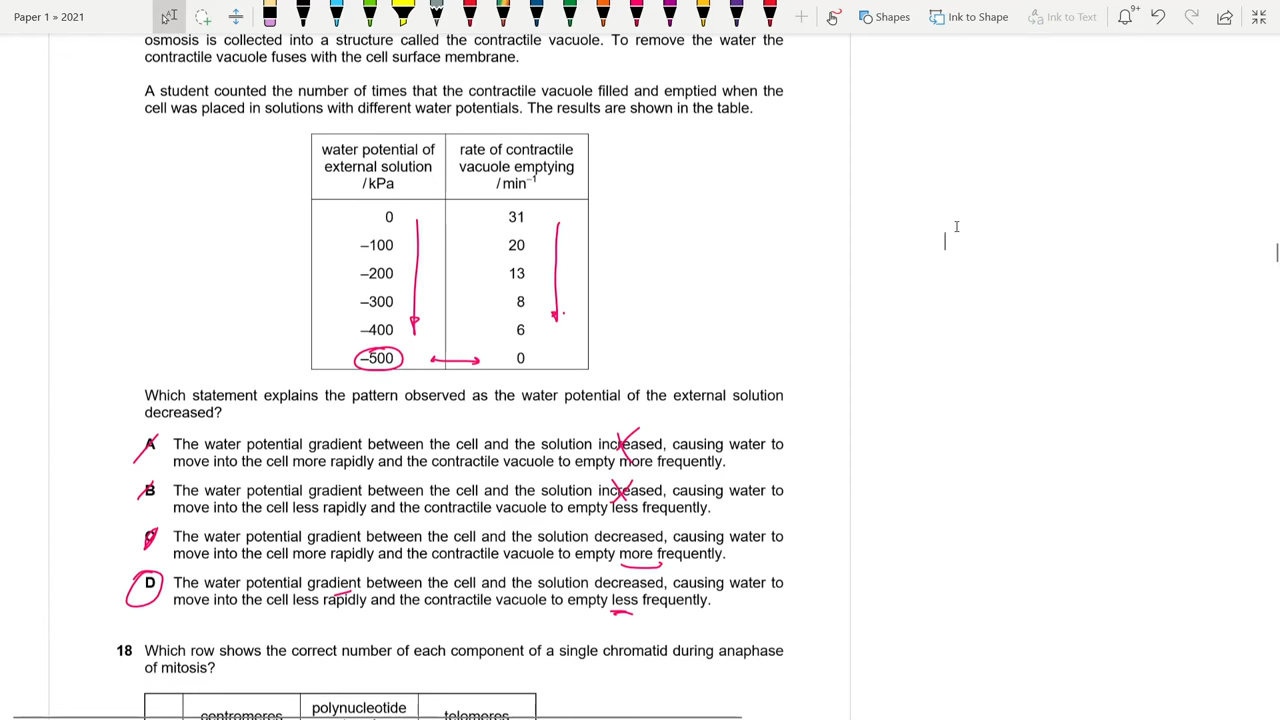 Paper 1 » 2021
Shapes
Ink to Shape
Ink to Text
9+
osmosis is collected into a structure called the contractile vacuole. To remove the water the
contractile vacuole fuses with the cell surface membrane.
A student counted the number of times that the contractile vacuole filled and emptied when the
cell was placed in solutions with different water potentials. The results are shown in the table.
water potential of external solution /kPa
rate of contractile vacuole emptying /min⁻¹
0 31
–100 20
–200 13
–300 8
–400 6
–500 0
Which statement explains the pattern observed as the water potential of the external solution
decreased?
A The water potential gradient between the cell and the solution increased, causing water to
move into the cell more rapidly and the contractile vacuole to empty more frequently.
B The water potential gradient between the cell and the solution increased, causing water to
move into the cell less rapidly and the contractile vacuole to empty less frequently.
C The water potential gradient between the cell and the solution decreased, causing water to
move into the cell more rapidly and the contractile vacuole to empty more frequently.
D The water potential gradient between the cell and the solution decreased, causing water to
move into the cell less rapidly and the contractile vacuole to empty less frequently.
18 Which row shows the correct number of each component of a single chromatid during anaphase
of mitosis?
centromeres polynucleotide telomeres